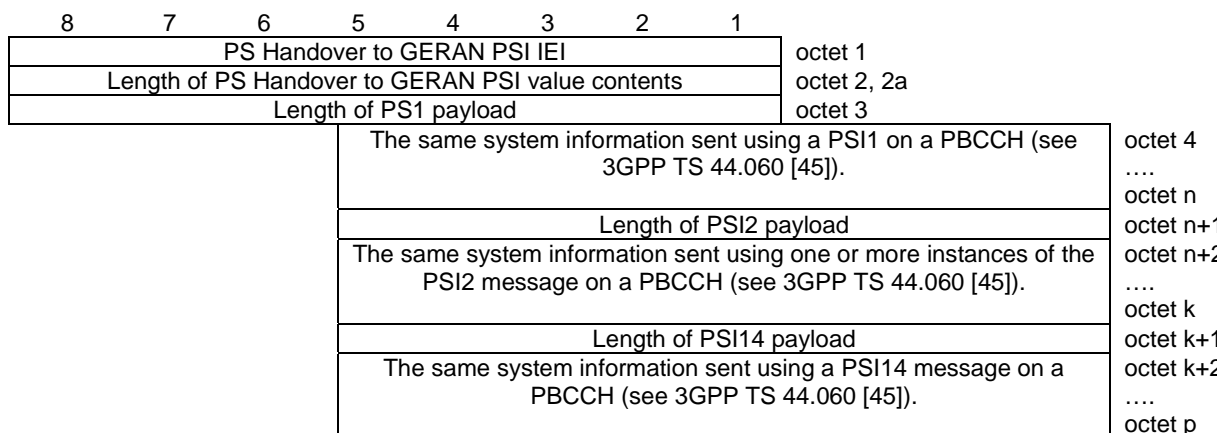 8 7 6 5 4 3 2 1
PS Handover to GERAN PSI IEI octet 1
Length of PS Handover to GERAN PSI value contents octet 2, 2a
Length of PS1 payload octet 3
The same system information sent using a PSI1 on a PBCCH (see octet 4
3GPP TS 44.060 [45]). ….
octet n
Length of PSI2 payload octet n+1
The same system information sent using one or more instances of the octet n+2
PSI2 message on a PBCCH (see 3GPP TS 44.060 [45]). ….
octet k
Length of PSI14 payload octet k+1
The same system information sent using a PSI14 message on a octet k+2
PBCCH (see 3GPP TS 44.060 [45]). ….
octet p